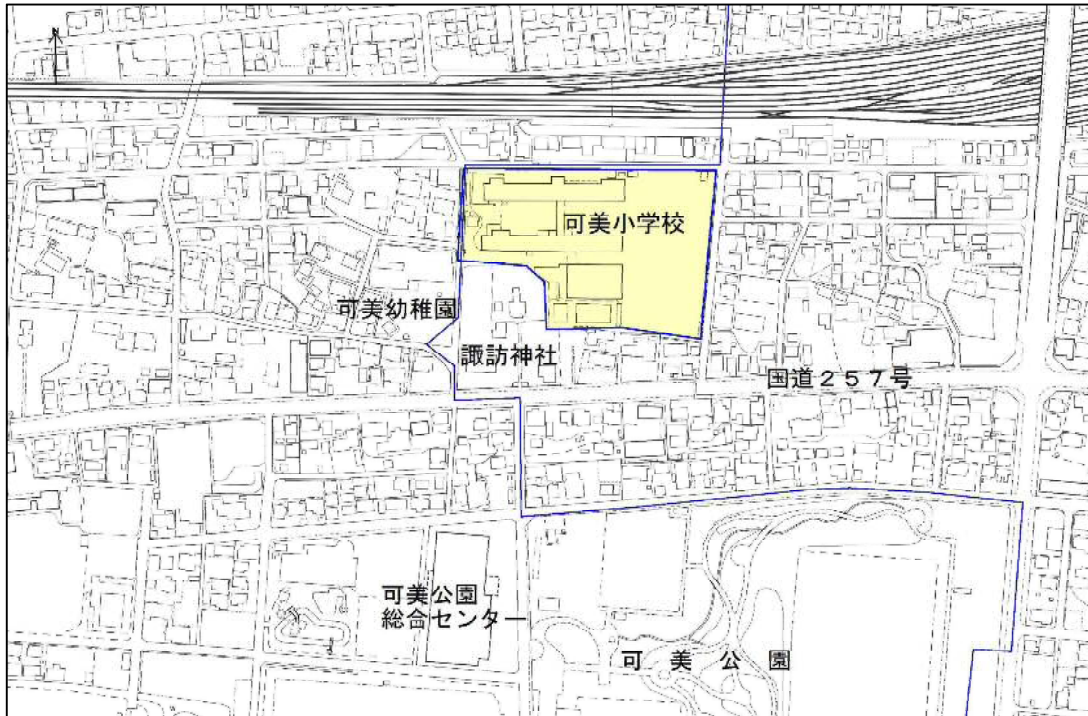 可美小学校
可美幼稚園
諏訪神社
国道２５７号
可美公園
総合センター
可美公園